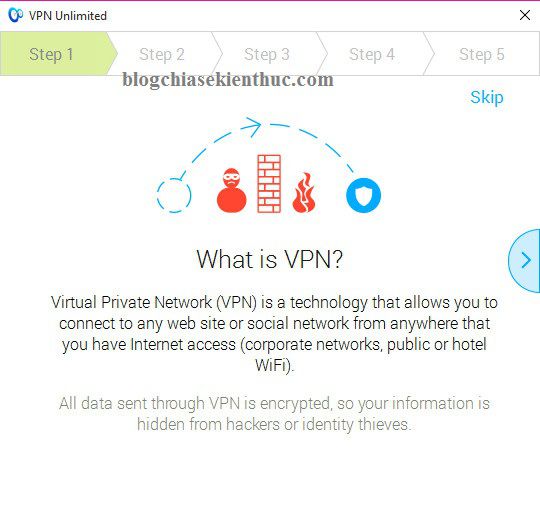 VPN Unlimited
Step 1 Step 2 Step 3 Step 4 Step 5
blogchiasekienthuc.com
Skip
What is VPN?
Virtual Private Network (VPN) is a technology that allows you to
connect to any web site or social network from anywhere that
you have Internet access (corporate networks, public or hotel
WiFi).
All data sent through VPN is encrypted, so your information is
hidden from hackers or identity thieves.